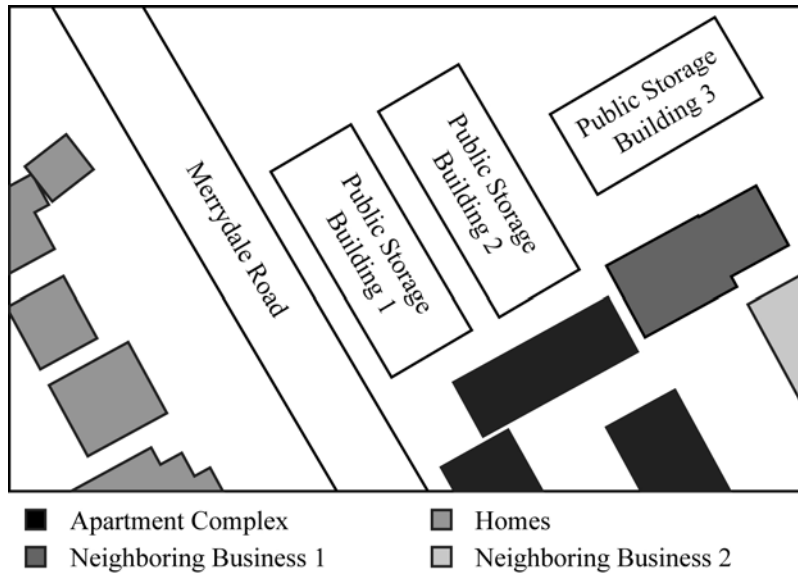 Merrydale Road
Public Storage
Building 1
Public Storage
Building 2
Public Storage
Building 3
Apartment Complex
Homes
Neighboring Business 1
Neighboring Business 2